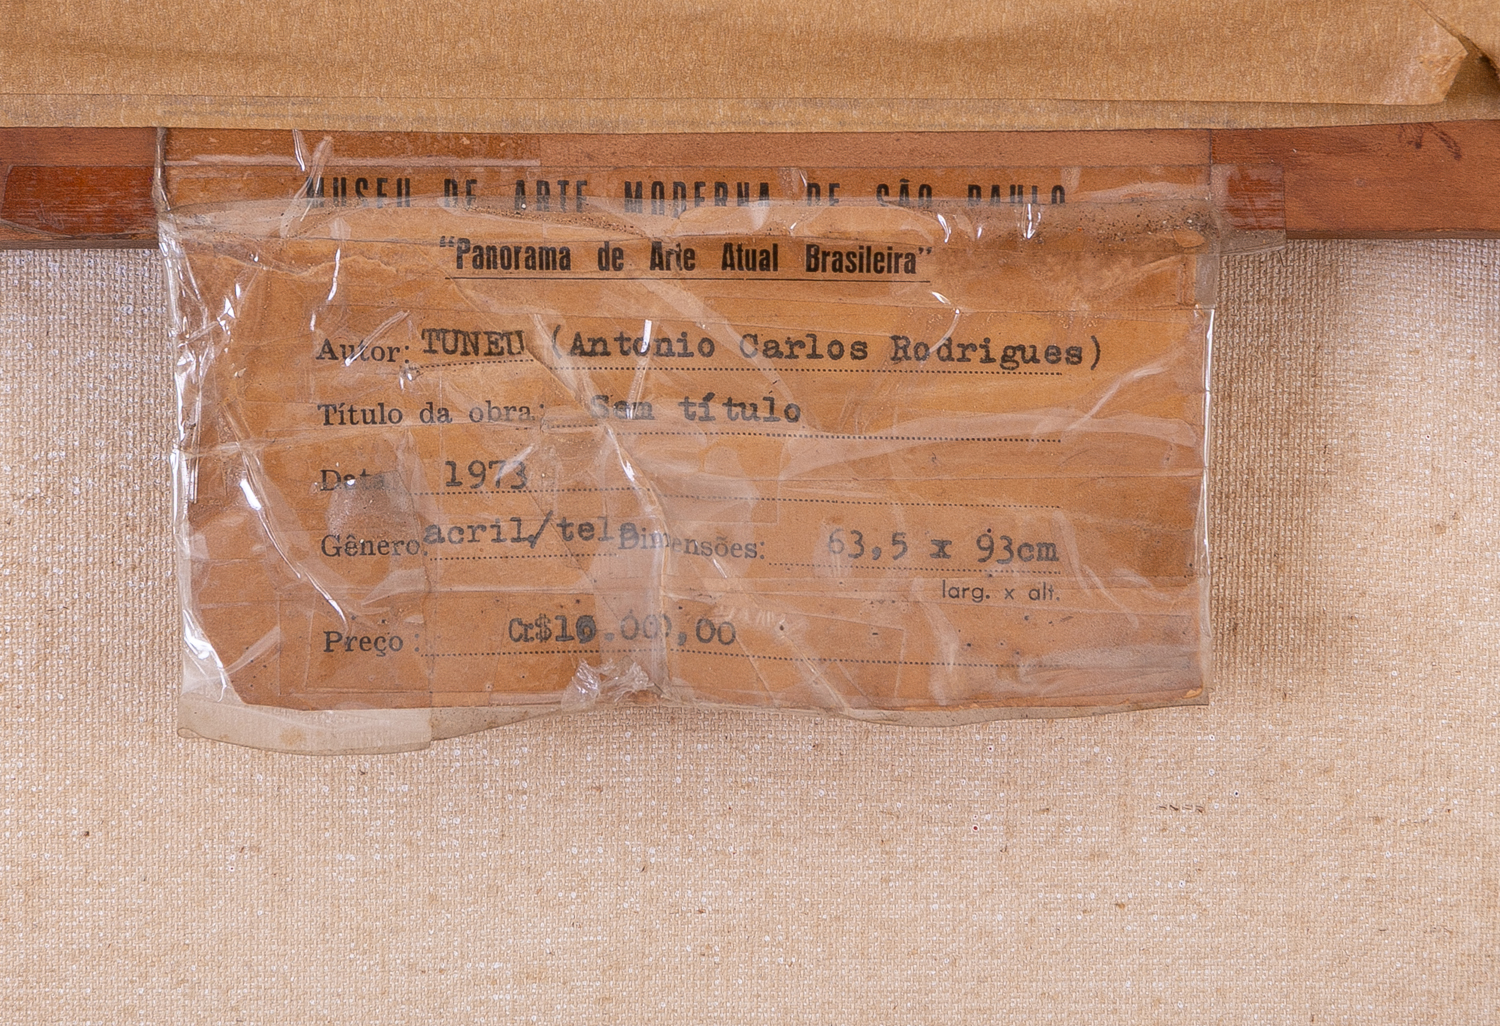 MUSEU DE ARTE MODERNA DE SÃO PAULO
“Panorama de Arte Atual Brasileira”
Autor: TUNEU (Antonio Carlos Rodrigues)
Título da obra: Sem título
Data: 1973
Gênero: acril/tela Dimensões: 63,5 x 93cm
larg. x alt.
Preço: Cr$10.000,00